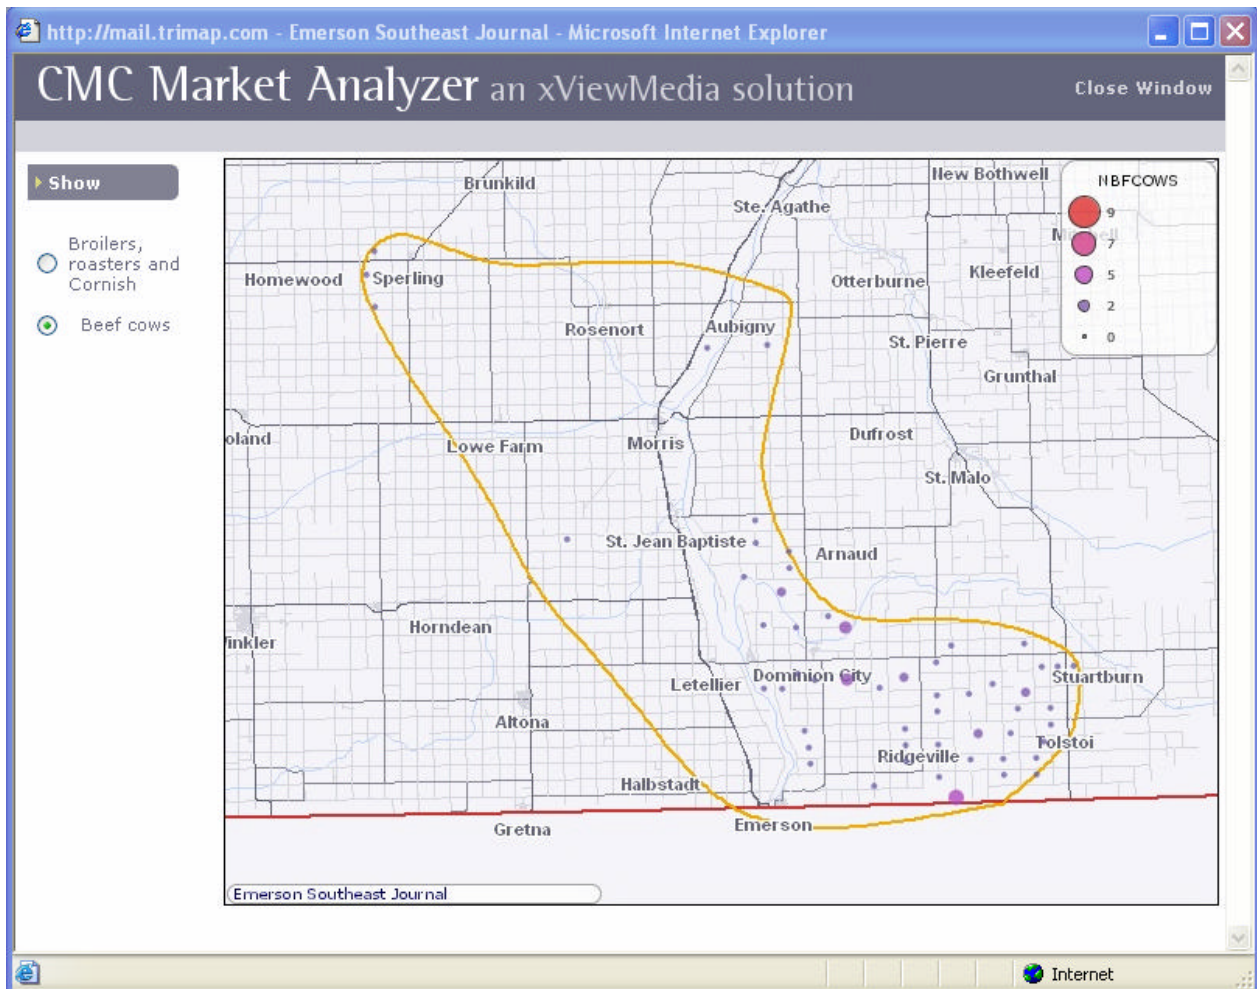 http://mail.trimap.com - Emerson Southeast Journal - Microsoft Internet Explorer
CMC Market Analyzer an xViewMedia solution
Close Window
Show
Broilers,
roasters and
Cornish
Beef cows
NBFCOWS
9
7
5
2
0
Brunkild
New Bothwell
Ste. Agathe
Homewood
Sperling
Otterburne
Kleefeld
Rosenort
Aubigny
St. Pierre
Grunthal
oland
Lowe Farm
Morris
Dufrost
St. Malo
St. Jean Baptiste
Arnaud
inkler
Horndean
Letellier
Dominion City
Stuartburn
Altona
Ridgeville
Tolstoi
Halbstadt
Gretna
Emerson
Emerson Southeast Journal
Internet